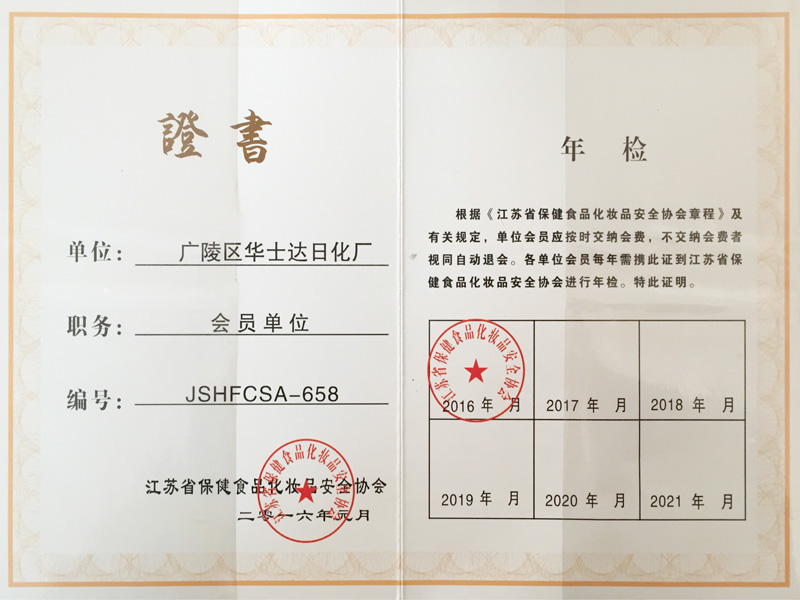 證書
单位：广陵区华士达日化厂
职务：会员单位
编号：JSHFCSA-658
江苏省保健食品化妆品安全协会
二零一六年元月
江苏省保健食品化妆品安全协会
年检
根据《江苏省保健食品化妆品安全协会章程》及
有关规定，单位会员应按时交纳会费，不交纳会费者
视同自动退会。各单位会员每年需携此证到江苏省保
健食品化妆品安全协会进行年检。特此证明。
江苏省保健食品化妆品安全协会
2016 年 月
2017 年 月
2018 年 月
2019 年 月
2020 年 月
2021 年 月